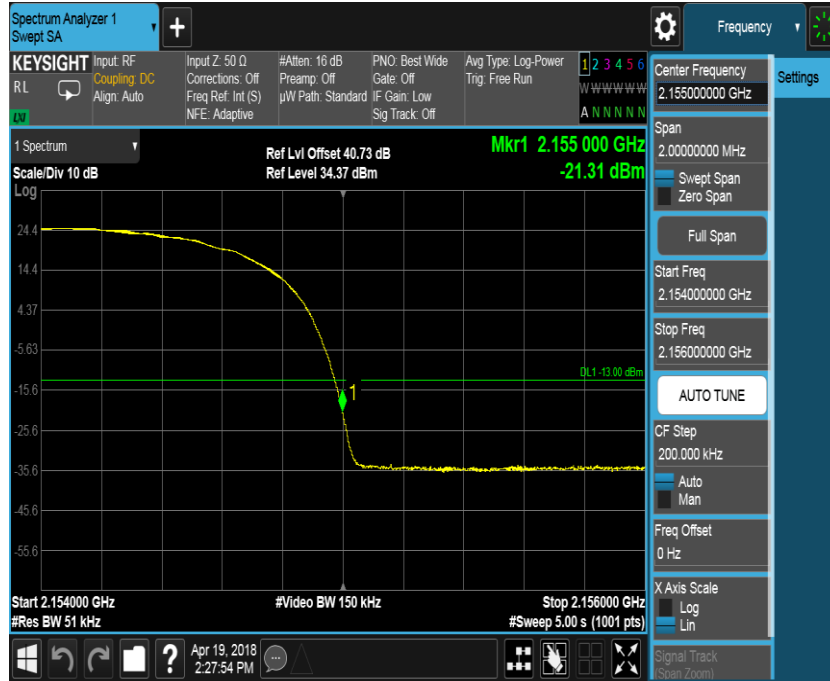 Spectrum Analyzer 1
Swept SA
+
Frequency
KEYSIGHT
RL
LXI
Input: RF
Coupling: DC
Align: Auto
Input Z: 50 Ω
Corrections: Off
Freq Ref: Int (S)
NFE: Adaptive
#Atten: 16 dB
Preamp: Off
µW Path: Standard
PNO: Best Wide
Gate: Off
IF Gain: Low
Sig Track: Off
Avg Type: Log-Power
Trig: Free Run
1 2 3 4 5 6
W W W W W W
A N N N N N
1 Spectrum
Scale/Div 10 dB
Ref Lvl Offset 40.73 dB
Ref Level 34.37 dBm
Mkr1 2.155 000 GHz
-21.31 dBm
Log
24.4
14.4
4.37
-5.63
-15.6
-25.6
-35.6
-45.6
-55.6
DL1 -13.00 dBm
1
Start 2.154000 GHz
#Res BW 51 kHz
#Video BW 150 kHz
Stop 2.156000 GHz
#Sweep 5.00 s (1001 pts)
Center Frequency
2.155000000 GHz
Settings
Span
2.00000000 MHz
Swept Span
Zero Span
Full Span
Start Freq
2.154000000 GHz
Stop Freq
2.156000000 GHz
AUTO TUNE
CF Step
200.000 kHz
Auto
Man
Freq Offset
0 Hz
X Axis Scale
Log
Lin
Signal Track
(Span Zoom)
?
Apr 19, 2018
2:27:54 PM